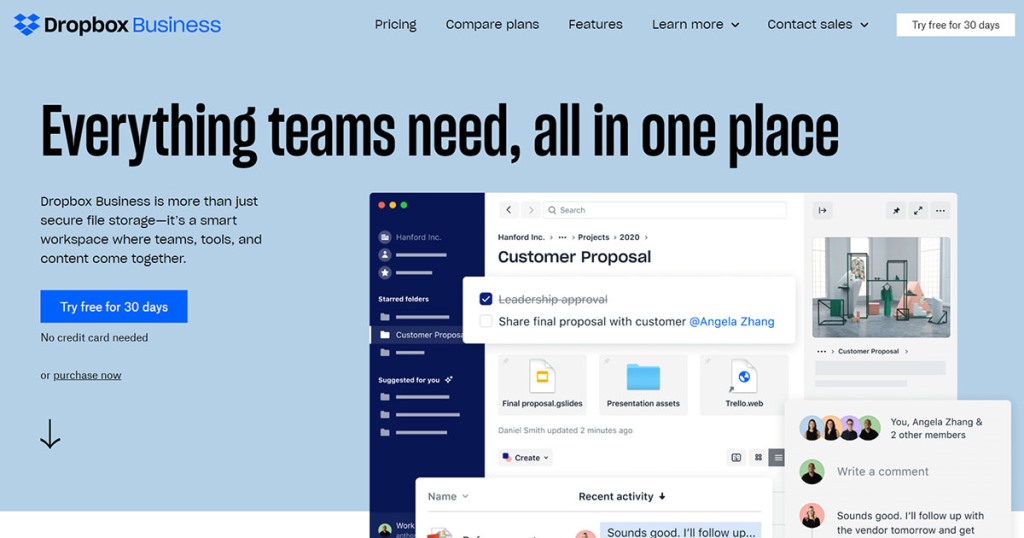 Dropbox Business
Pricing
Compare plans
Features
Learn more
Contact sales
Try free for 30 days
Everything teams need, all in one place
Dropbox Business is more than just
secure file storage—it's a smart
workspace where teams, tools, and
content come together.
Try free for 30 days
No credit card needed
or purchase now
Hanford Inc.
Starred folders
Customer Proposa
Suggested for you
Work
Search
Hanford Inc. › ··· › Projects › 2020 ›
Customer Proposal
Leadership approval
Share final proposal with customer @Angela Zhang
Final proposal.gslides
Presentation assets
Trello.web
Daniel Smith updated 2 minutes ago
Create
Name
Recent activity
Sounds good. I'll follow up...
··· › Customer Proposal ›
You, Angela Zhang &
2 other members
Write a comment
Sounds good. I'll follow up with
the vendor tomorrow and get